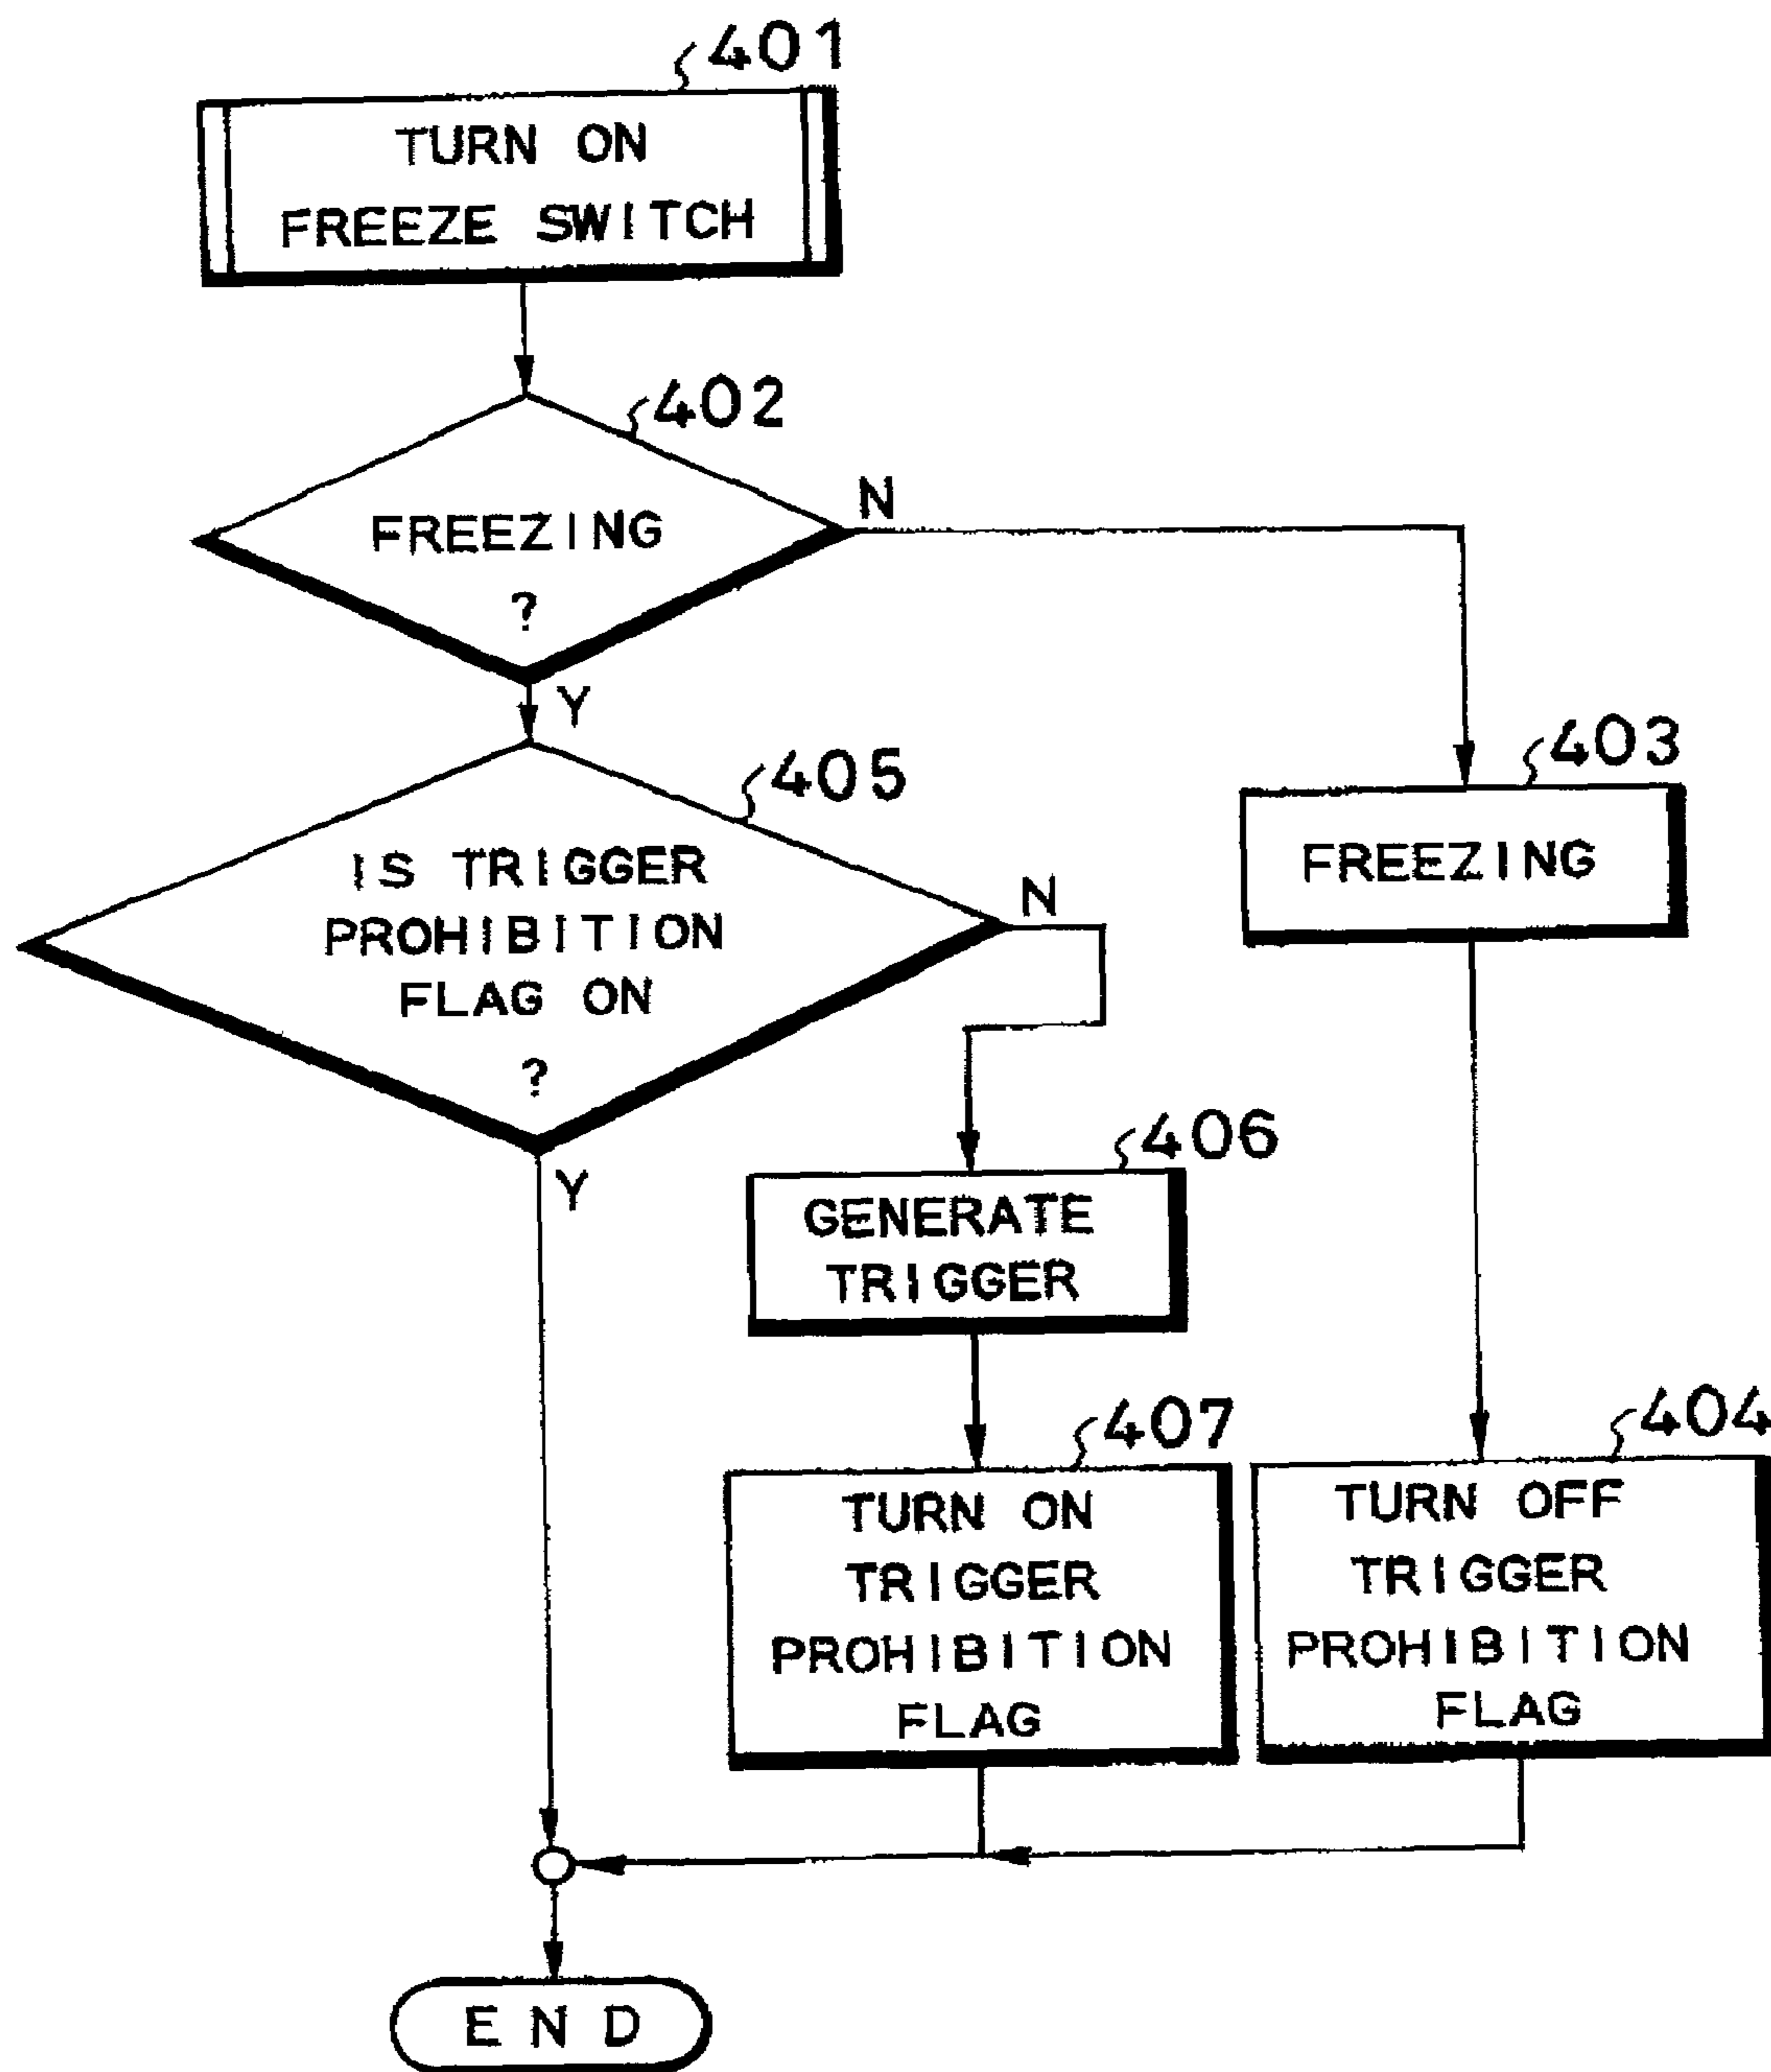 401
TURN ON
FREEZE SWITCH
402
FREEZING
?
N
Y
403
FREEZING
405
IS TRIGGER
PROHIBITION
FLAG ON
?
N
Y
406
GENERATE
TRIGGER
407
TURN ON
TRIGGER
PROHIBITION
FLAG
404
TURN OFF
TRIGGER
PROHIBITION
FLAG
END